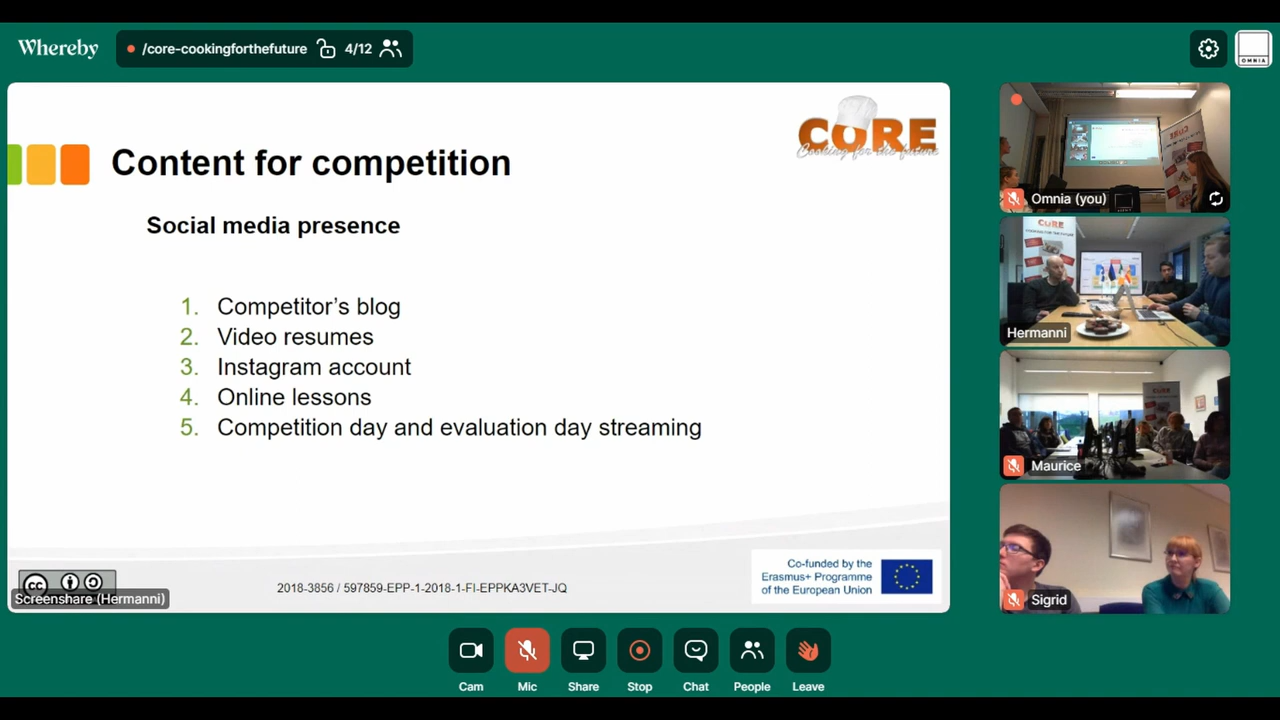 Whereby
/core-cookingforthefuture
4/12
OMNIA
CORE
Cooking for the future
Content for competition
Social media presence
1. Competitor's blog
2. Video resumes
3. Instagram account
4. Online lessons
5. Competition day and evaluation day streaming
cc
Screenshare (Hermanni)
2018-3856 / 597859-EPP-1-2018-1-FI-EPPKA3VET-JQ
Co-funded by the
Erasmus+ Programme
of the European Union
CORE
Omnia (you)
CORE
Hermanni
Maurice
Sigrid
Cam
Mic
Share
Stop
Chat
People
Leave